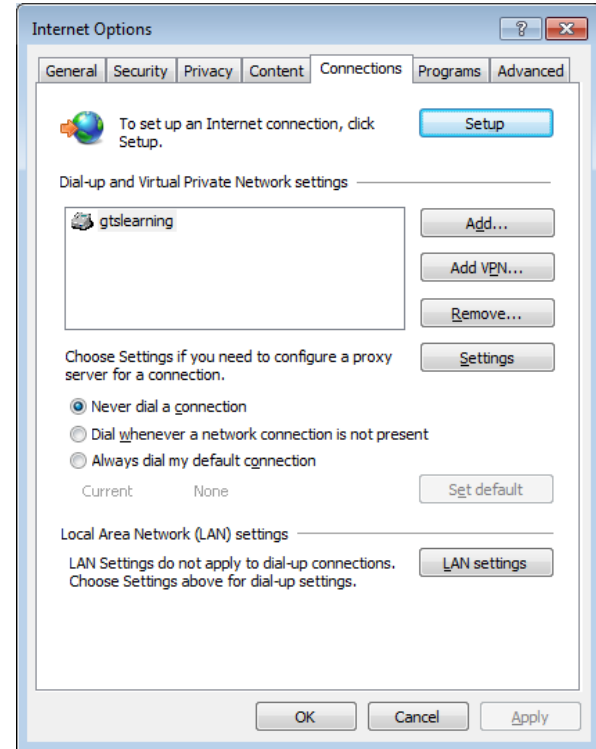 Internet Options
General Security Privacy Content Connections Programs Advanced
To set up an Internet connection, click
Setup.
Setup
Dial-up and Virtual Private Network settings
gtslearning
Add...
Add VPN...
Remove...
Choose Settings if you need to configure a proxy
server for a connection.
Settings
Never dial a connection
Dial whenever a network connection is not present
Always dial my default connection
Current None
Set default
Local Area Network (LAN) settings
LAN Settings do not apply to dial-up connections.
Choose Settings above for dial-up settings.
LAN settings
OK Cancel Apply